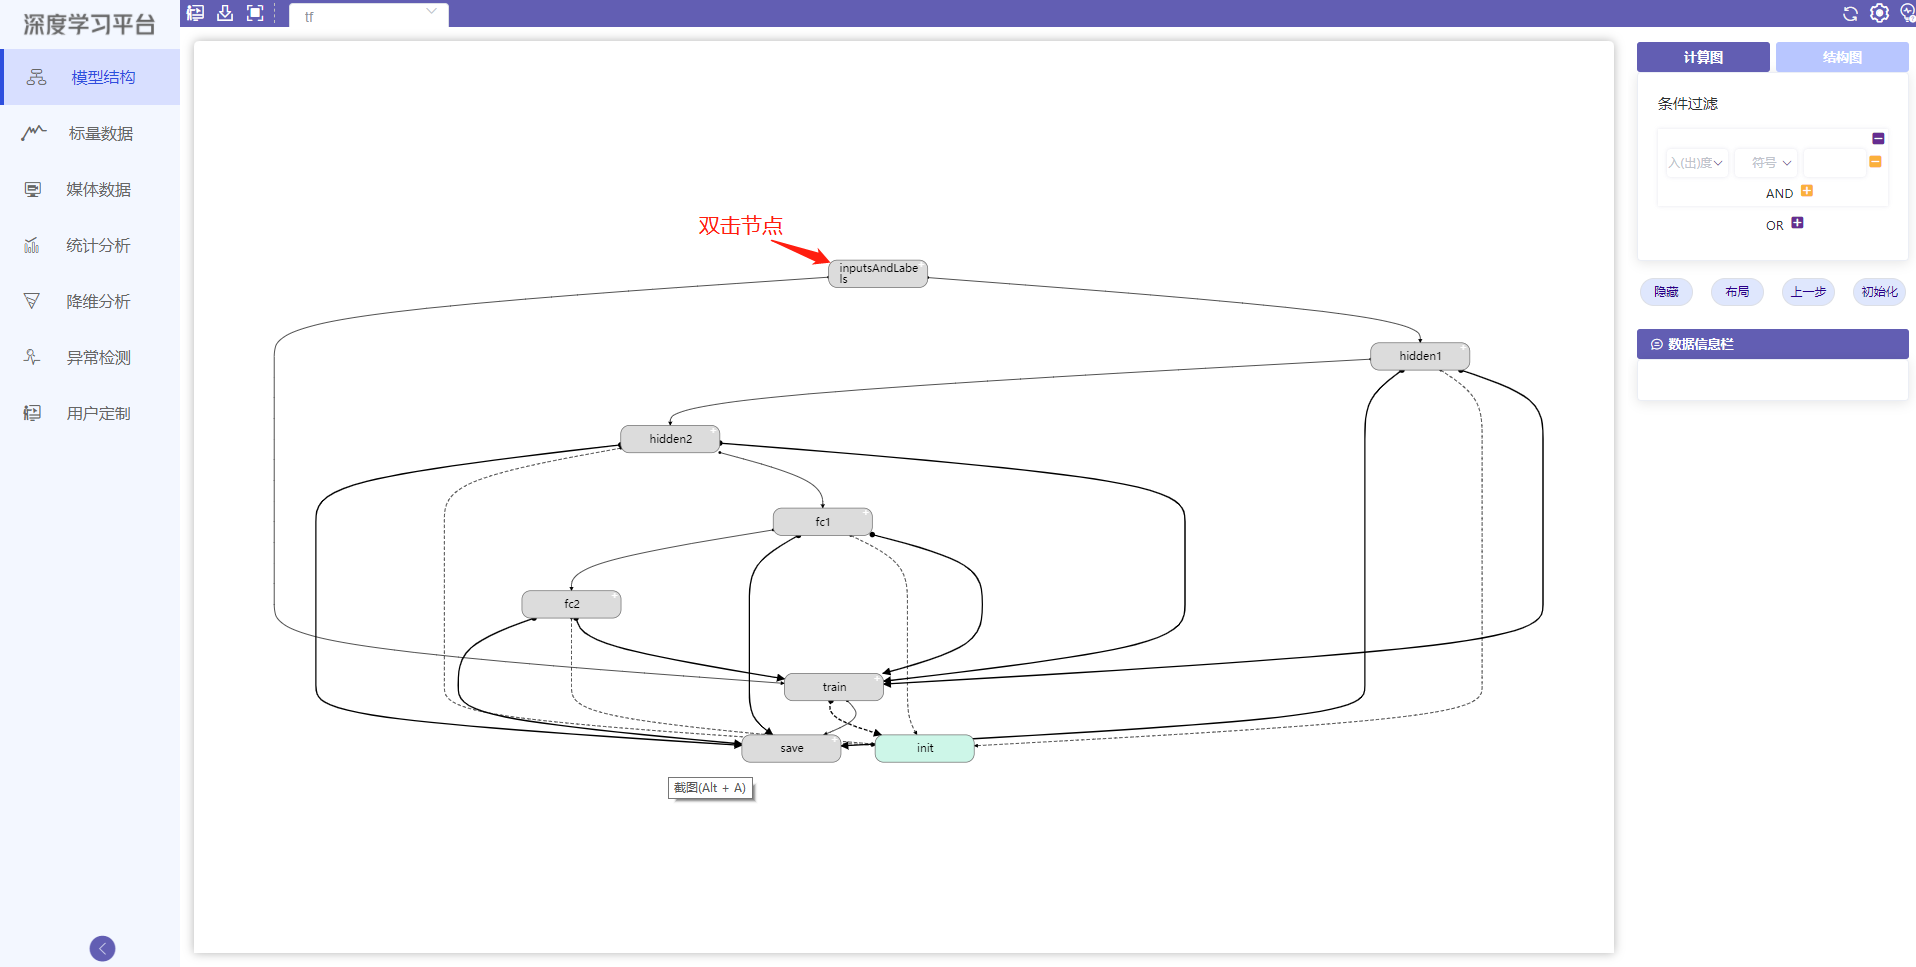 深度学习平台
tf
模型结构
标量数据
媒体数据
统计分析
降维分析
异常检测
用户定制
双击节点
inputsAndLabe
ls
hidden1
hidden2
fc1
fc2
train
save
init
截图(Alt + A)
计算图
结构图
条件过滤
入(出)度
符号
AND
OR
隐藏
布局
上一步
初始化
数据信息栏